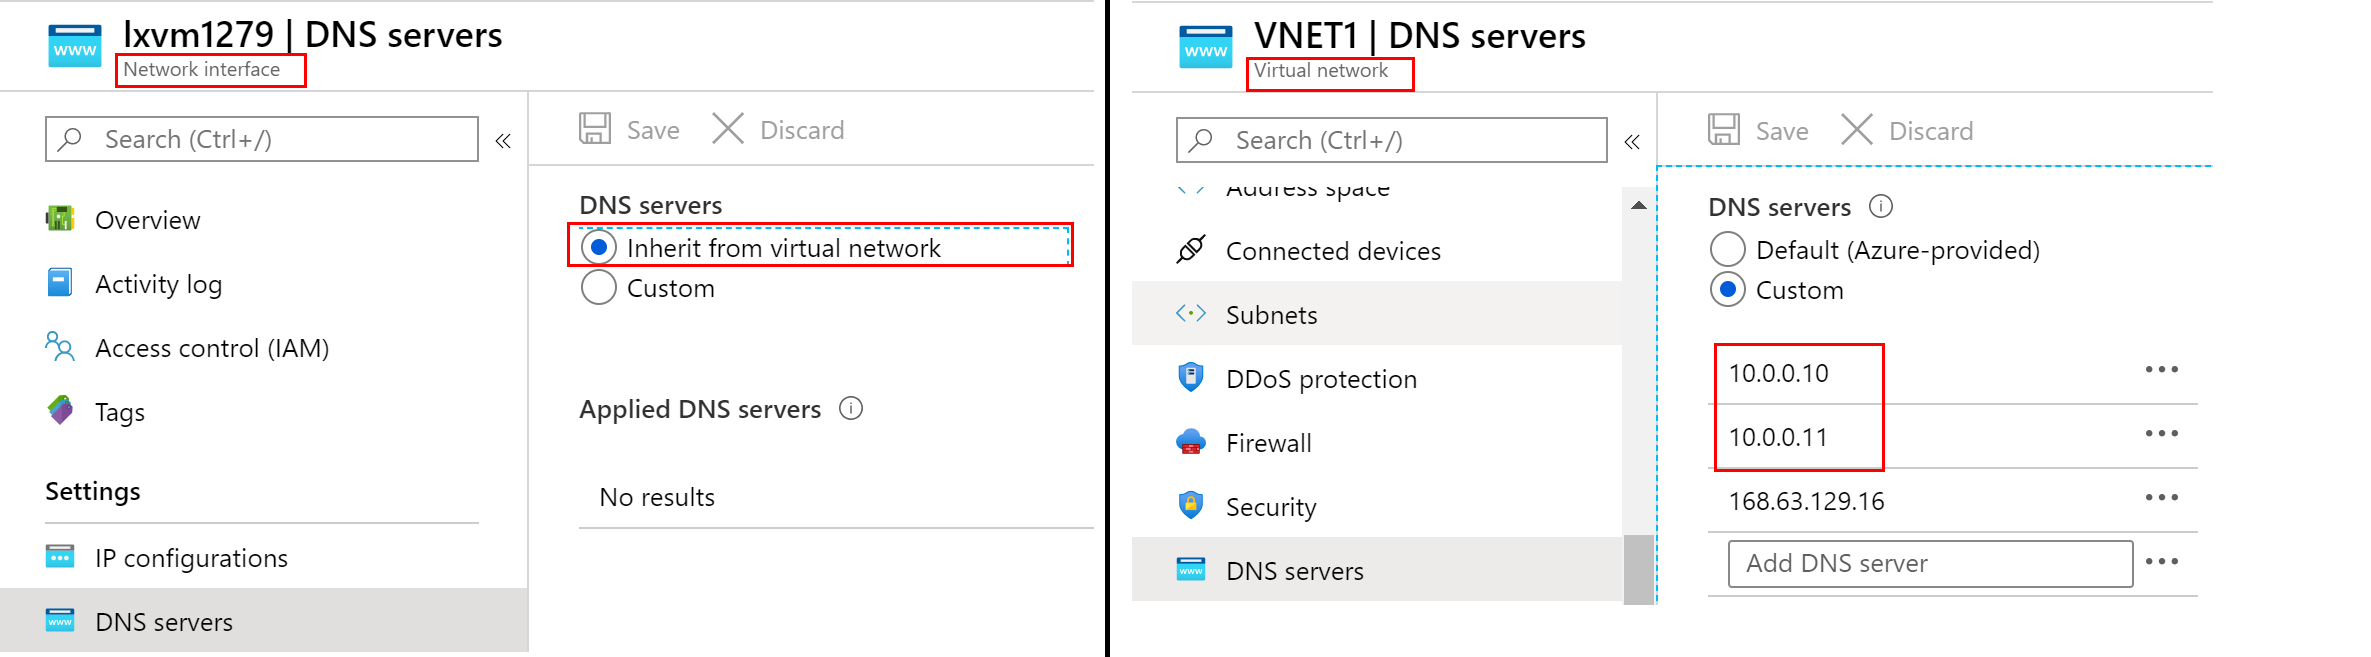 lxvm1279 | DNS servers
Network interface
Search (Ctrl+/)
«
Overview
Activity log
Access control (IAM)
Tags
Settings
IP configurations
DNS servers
Save
Discard
DNS servers
Inherit from virtual network
Custom
Applied DNS servers
No results
VNET1 | DNS servers
Virtual network
Search (Ctrl+/)
«
Address space
Connected devices
Subnets
DDoS protection
Firewall
Security
DNS servers
Save
Discard
DNS servers
Default (Azure-provided)
Custom
10.0.0.10
10.0.0.11
168.63.129.16
Add DNS server